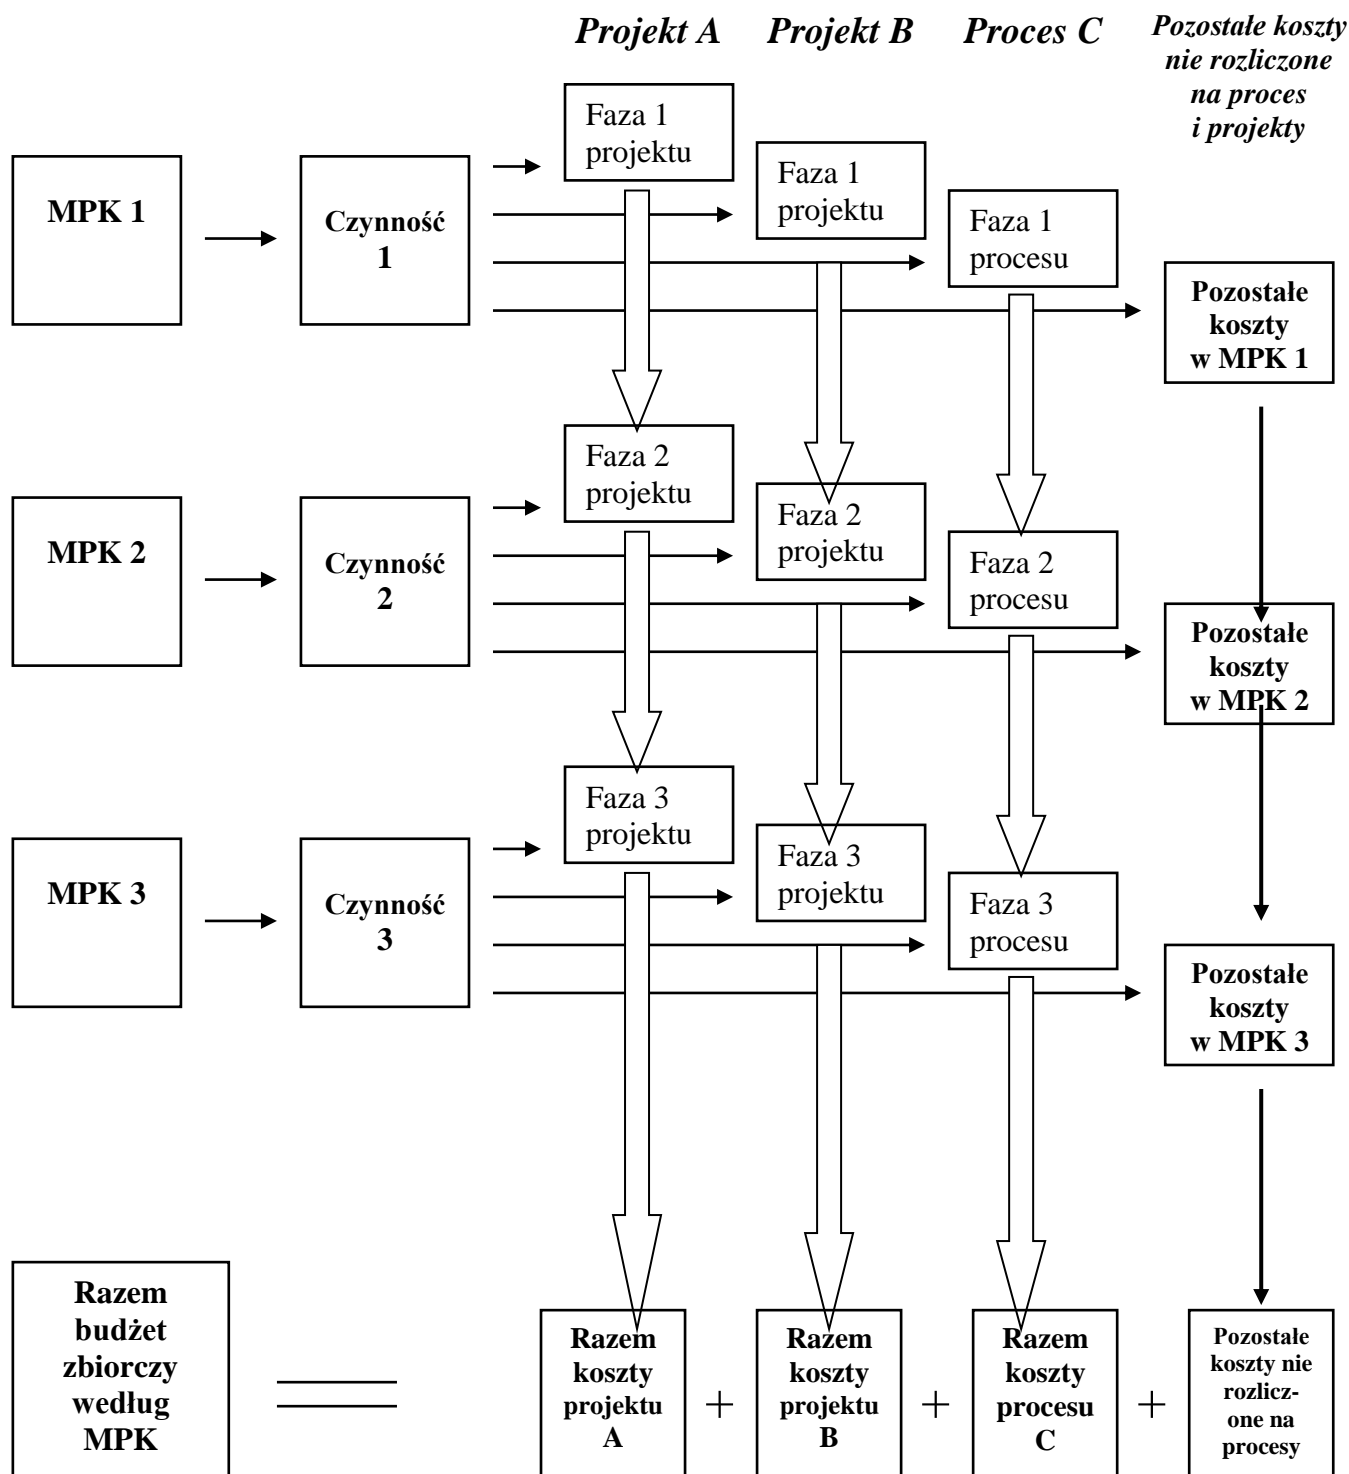 Projekt A
Projekt B
Proces C
Pozostałe koszty
nie rozliczone
na proces
i projekty
MPK 1
Czynność
1
Faza 1
projektu
Faza 1
projektu
Faza 1
procesu
Pozostałe
koszty
w MPK 1
MPK 2
Czynność
2
Faza 2
projektu
Faza 2
projektu
Faza 2
procesu
Pozostałe
koszty
w MPK 2
MPK 3
Czynność
3
Faza 3
projektu
Faza 3
projektu
Faza 3
procesu
Pozostałe
koszty
w MPK 3
Razem
budżet
zbiorczy
według
MPK
Razem
koszty
projektu
A
+
Razem
koszty
projektu
B
+
Razem
koszty
procesu
C
+
Pozostałe
koszty nie
rozlicz-
one na
procesy